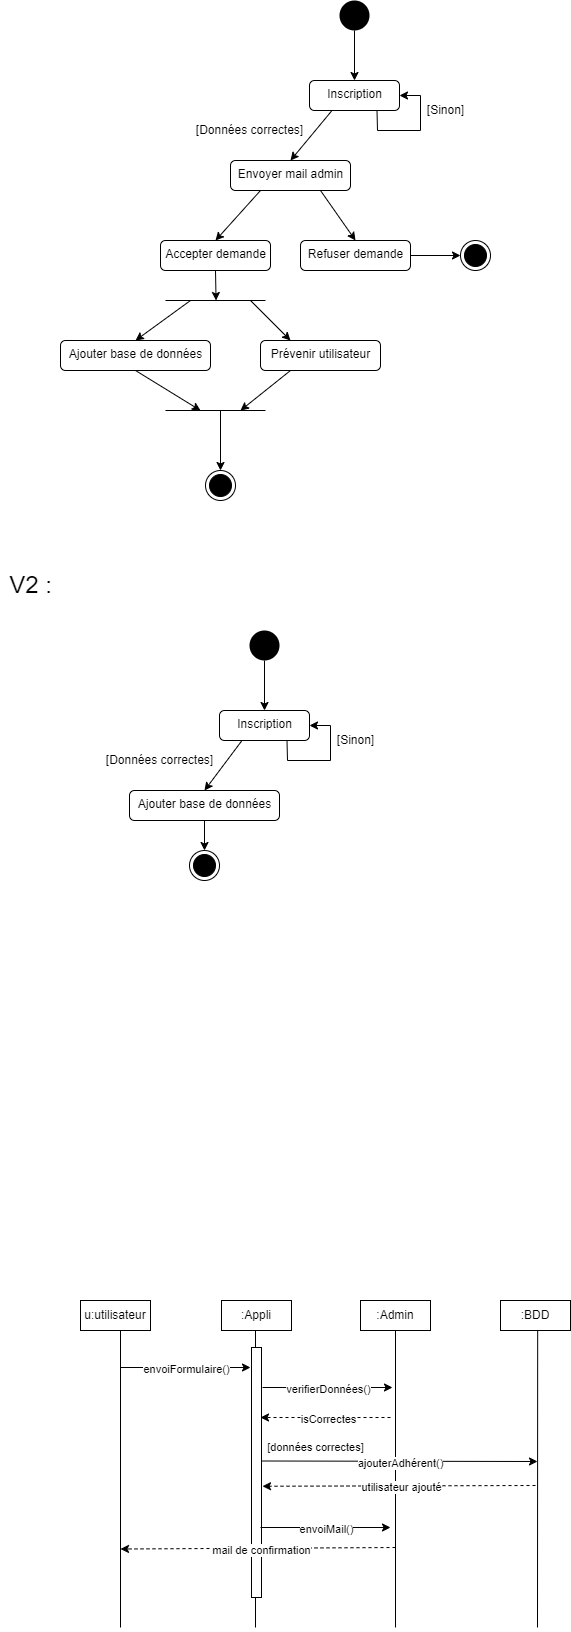 Inscription
[Sinon]
[Données correctes]
Envoyer mail admin
Accepter demande
Refuser demande
Ajouter base de données
Prévenir utilisateur
V2 :
Inscription
[Sinon]
[Données correctes]
Ajouter base de données
u:utilisateur
:Appli
:Admin
:BDD
envoiFormulaire()
verifierDonnées()
isCorrectes
[données correctes]
ajouterAdhérent()
utilisateur ajouté
envoiMail()
mail de confirmation